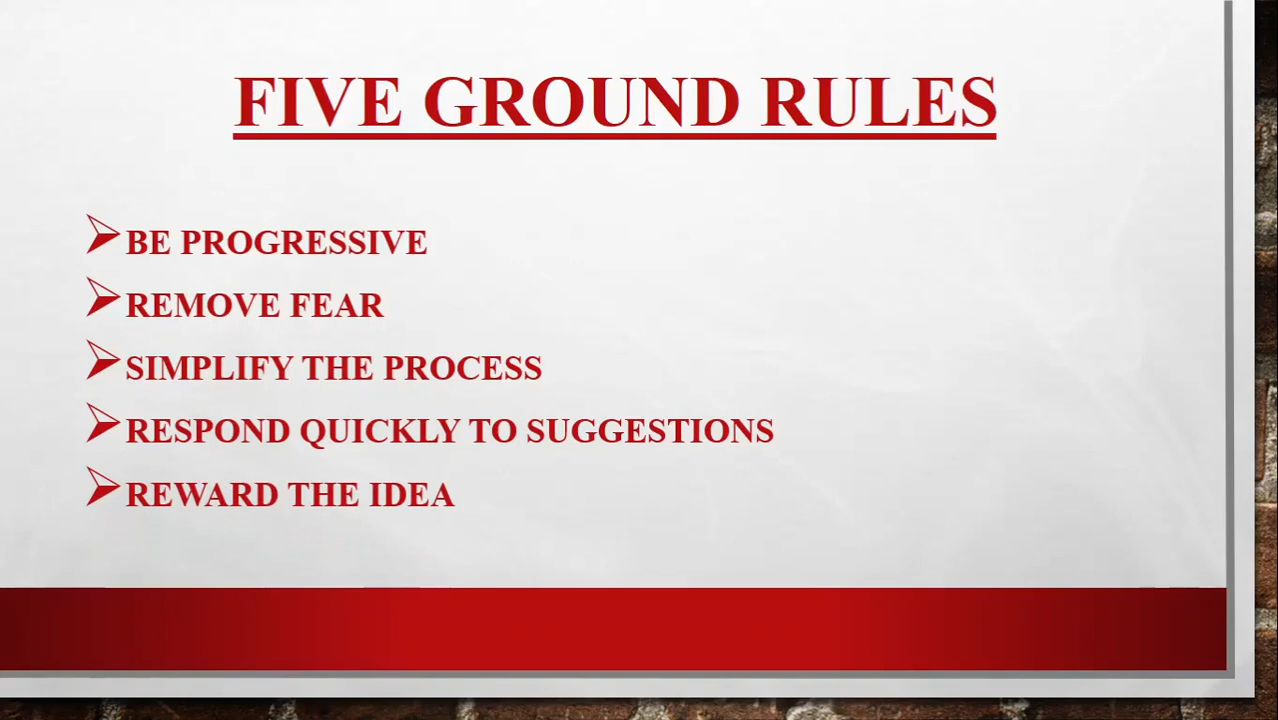 FIVE GROUND RULES
BE PROGRESSIVE
REMOVE FEAR
SIMPLIFY THE PROCESS
RESPOND QUICKLY TO SUGGESTIONS
REWARD THE IDEA